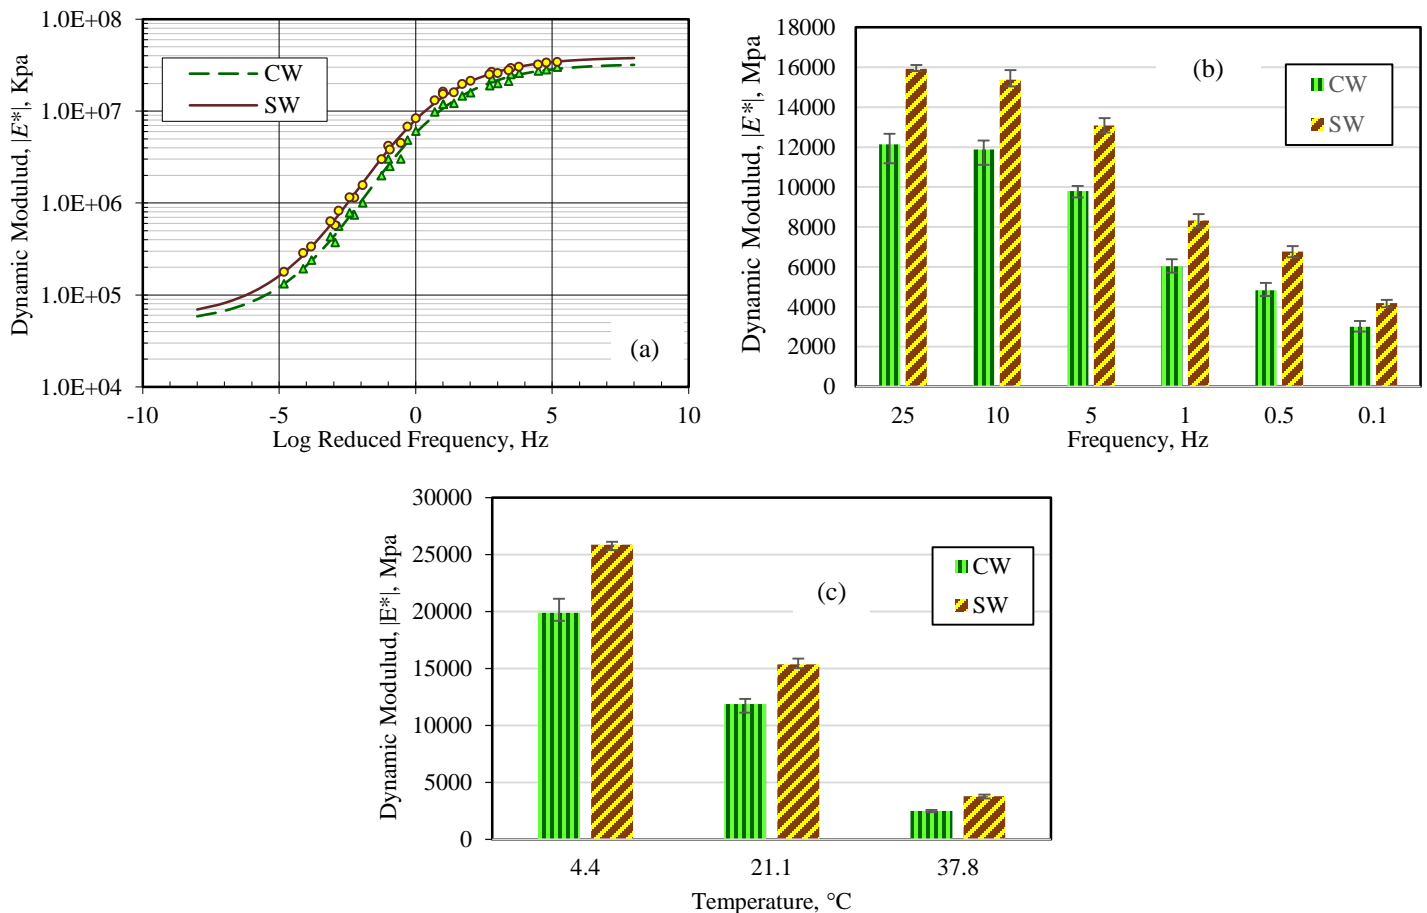 1.0E+08
1.0E+07
1.0E+06
1.0E+05
1.0E+04
Dynamic Modulud, |E*|, Kpa
CW
SW
(a)
-10 -5 0 5 10
Log Reduced Frequency, Hz
18000
16000
14000
12000
10000
8000
6000
4000
2000
0
Dynamic Modulud, |E*|, Mpa
(b)
CW
SW
25 10 5 1 0.5 0.1
Frequency, Hz
30000
25000
20000
15000
10000
5000
0
Dynamic Modulud, |E*|, Mpa
(c)
CW
SW
4.4 21.1 37.8
Temperature, °C